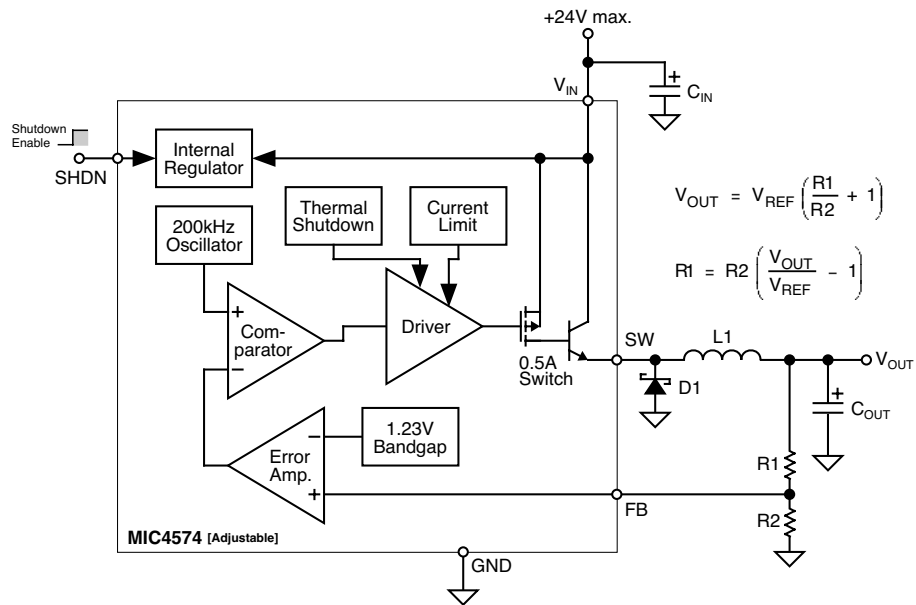 +24V max.
V_IN
C_IN
Shutdown
Enable
SHDN
Internal
Regulator
200kHz
Oscillator
Thermal
Shutdown
Current
Limit
V_OUT = V_REF (R1/R2 + 1)
R1 = R2 (V_OUT/V_REF − 1)
+
Com-
parator
−
Driver
0.5A
Switch
SW
L1
V_OUT
D1
+
C_OUT
1.23V
Bandgap
−
Error
Amp.
+
R1
FB
R2
MIC4574 [Adjustable]
GND
+